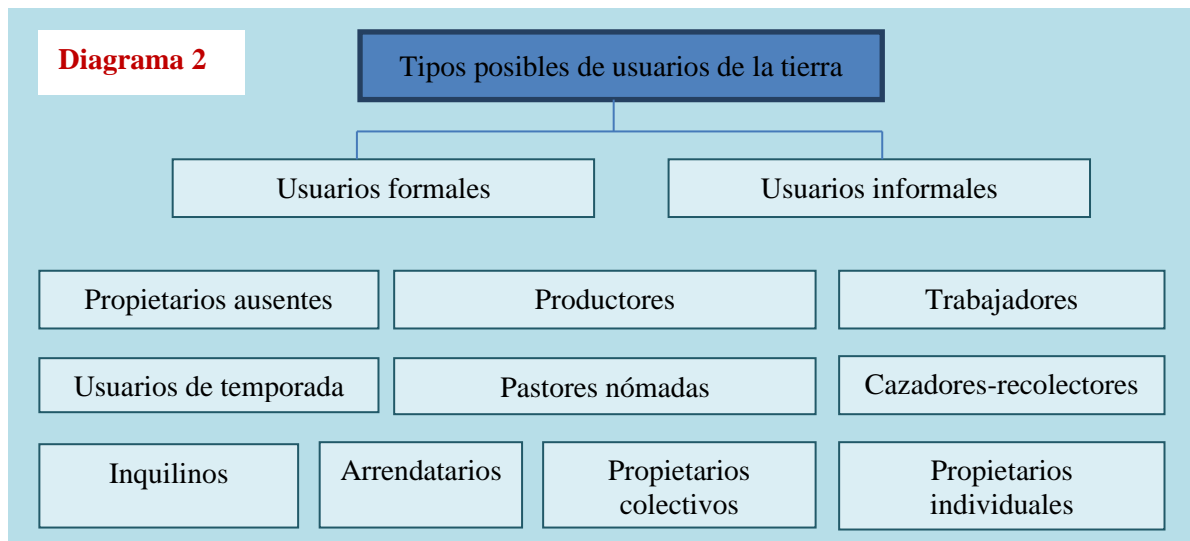 Diagrama 2
Tipos posibles de usuarios de la tierra
Usuarios formales
Usuarios informales
Propietarios ausentes
Productores
Trabajadores
Usuarios de temporada
Pastores nómadas
Cazadores-recolectores
Inquilinos
Arrendatarios
Propietarios
colectivos
Propietarios
individuales